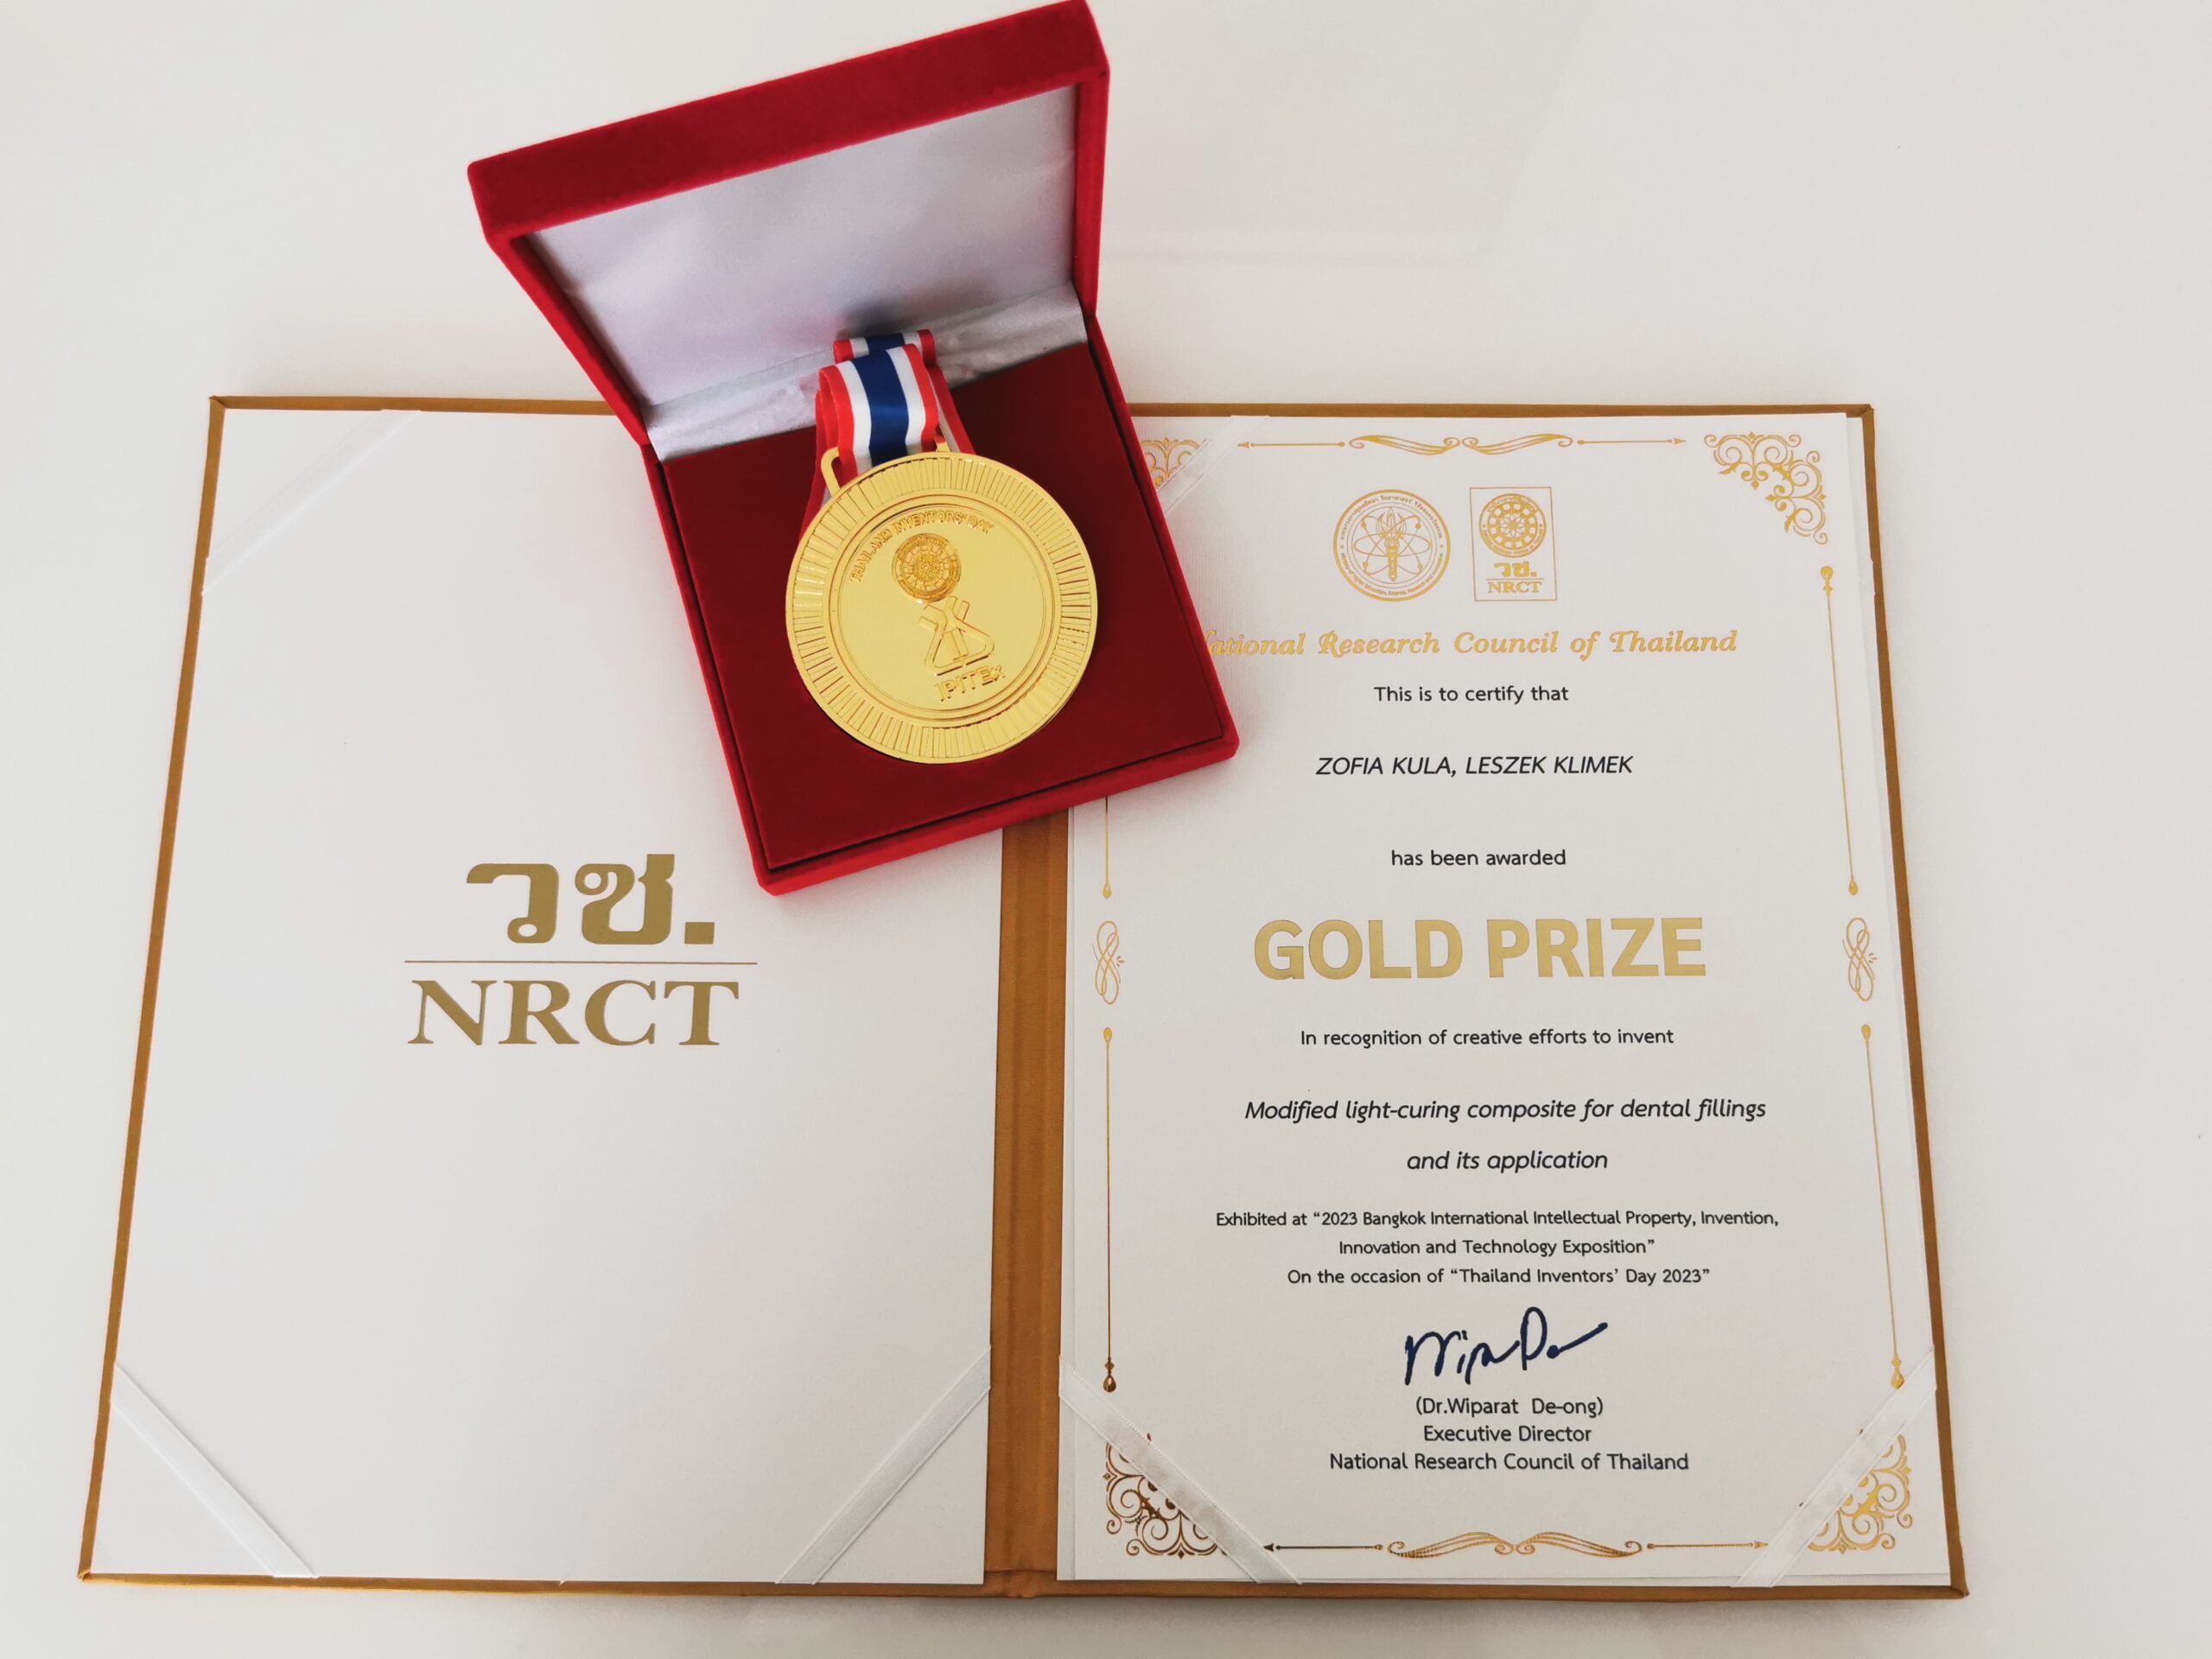 THAILAND INVENTORS' DAY
IPITEx
วช.
NRCT
วช.
NRCT
National Research Council of Thailand
This is to certify that
ZOFIA KULA, LESZEK KLIMEK
has been awarded
GOLD PRIZE
In recognition of creative efforts to invent
Modified light-curing composite for dental fillings
and its application
Exhibited at “2023 Bangkok International Intellectual Property, Invention,
Innovation and Technology Exposition”
On the occasion of “Thailand Inventors’ Day 2023”
(Dr.Wiparat De-ong)
Executive Director
National Research Council of Thailand